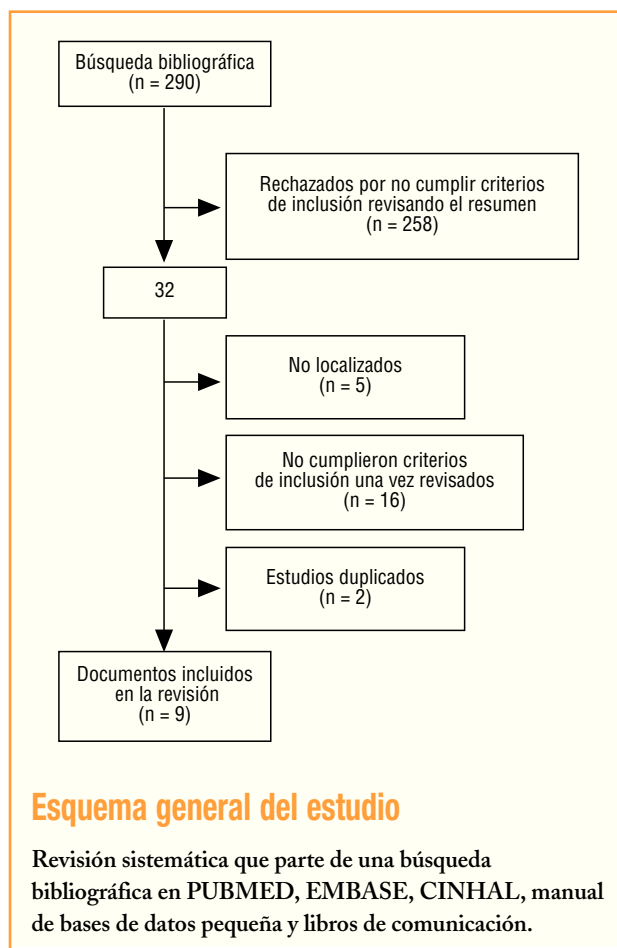 Búsqueda bibliográfica
(n = 290)
Rechazados por no cumplir criterios
de inclusión revisando el resumen
(n = 258)
32
No localizados
(n = 5)
No cumplieron criterios
de inclusión una vez revisados
(n = 16)
Estudios duplicados
(n = 2)
Documentos incluidos
en la revisión
(n = 9)
Esquema general del estudio
Revisión sistemática que parte de una búsqueda
bibliográfica en PUBMED, EMBASE, CINHAL, manual
de bases de datos pequeña y libros de comunicación.